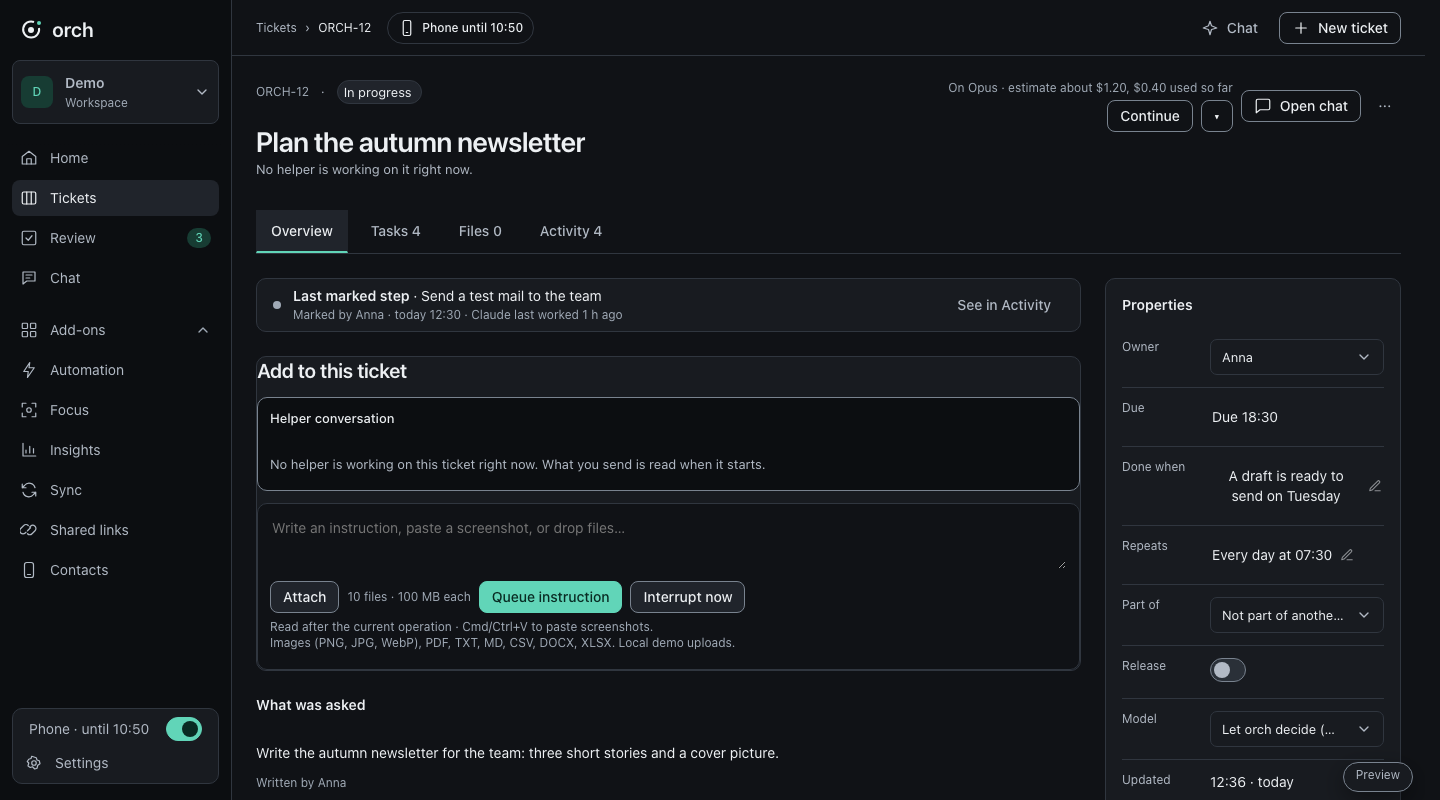 orch
D
Demo
Workspace
Home
Tickets
Review
3
Chat
Add-ons
Automation
Focus
Insights
Sync
Shared links
Contacts
Phone · until 10:50
Settings
Tickets › ORCH-12
Phone until 10:50
Chat
New ticket
ORCH-12 · In progress
On Opus · estimate about $1.20, $0.40 used so far
Continue
Open chat
Plan the autumn newsletter
No helper is working on it right now.
Overview
Tasks 4
Files 0
Activity 4
Last marked step · Send a test mail to the team
Marked by Anna · today 12:30 · Claude last worked 1 h ago
See in Activity
Add to this ticket
Helper conversation
No helper is working on this ticket right now. What you send is read when it starts.
Write an instruction, paste a screenshot, or drop files…
Attach
10 files · 100 MB each
Queue instruction
Interrupt now
Read after the current operation · Cmd/Ctrl+V to paste screenshots.
Images (PNG, JPG, WebP), PDF, TXT, MD, CSV, DOCX, XLSX. Local demo uploads.
What was asked
Write the autumn newsletter for the team: three short stories and a cover picture.
Written by Anna
Properties
Owner
Anna
Due
Due 18:30
Done when
A draft is ready to
send on Tuesday
Repeats
Every day at 07:30
Part of
Not part of anothe...
Release
Model
Let orch decide (...
Updated
12:36 · today
Preview